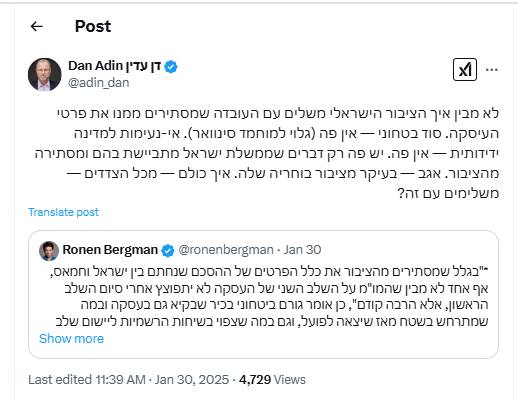 Post
Dan Adin דן עדין
@adin_dan
לא מבין איך הציבור הישראלי משלים עם העובדה שמסתירים ממנו את פרטי
העיסקה. סוד בטחוני — אין פה (גלוי למוחמד סינוואר). אי-נעימות למדינה
ידידותית — אין פה. יש פה רק דברים שממשלת ישראל מתביישת בהם ומסתירה
מהציבור. אגב — בעיקר מציבור בוחריה שלה. איך כולם — מכל הצדדים —
משלימים עם זה?
Translate post
Ronen Bergman @ronenbergman · Jan 30
*"בגלל שמסתירים מהציבור את כלל הפרטים של ההסכם שנחתם בין ישראל וחמאס,
אף אחד לא מבין שהמו"מ על השלב השני של העסקה לא יתפוצץ אחרי סיום השלב
הראשון, אלא הרבה קודם", כן אומר גורם ביטחוני בכיר שבקיא גם בעסקה ובמה
שמתרחש בשטח מאז שיצאה לפועל, וגם במה שצפוי בשיחות הרשמיות ליישום שלב
Show more
Last edited 11:39 AM · Jan 30, 2025 · 4,729 Views